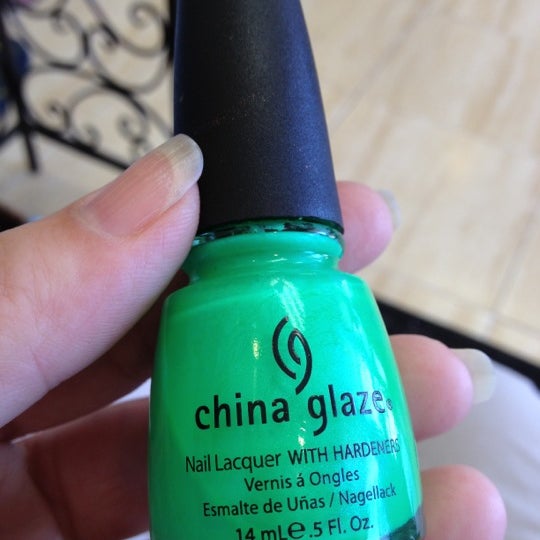 china glaze®
Nail Lacquer WITH HARDENERS
Vernis á Ongles
Esmalte de Uñas / Nagellack
14 mL e .5 Fl. Oz.